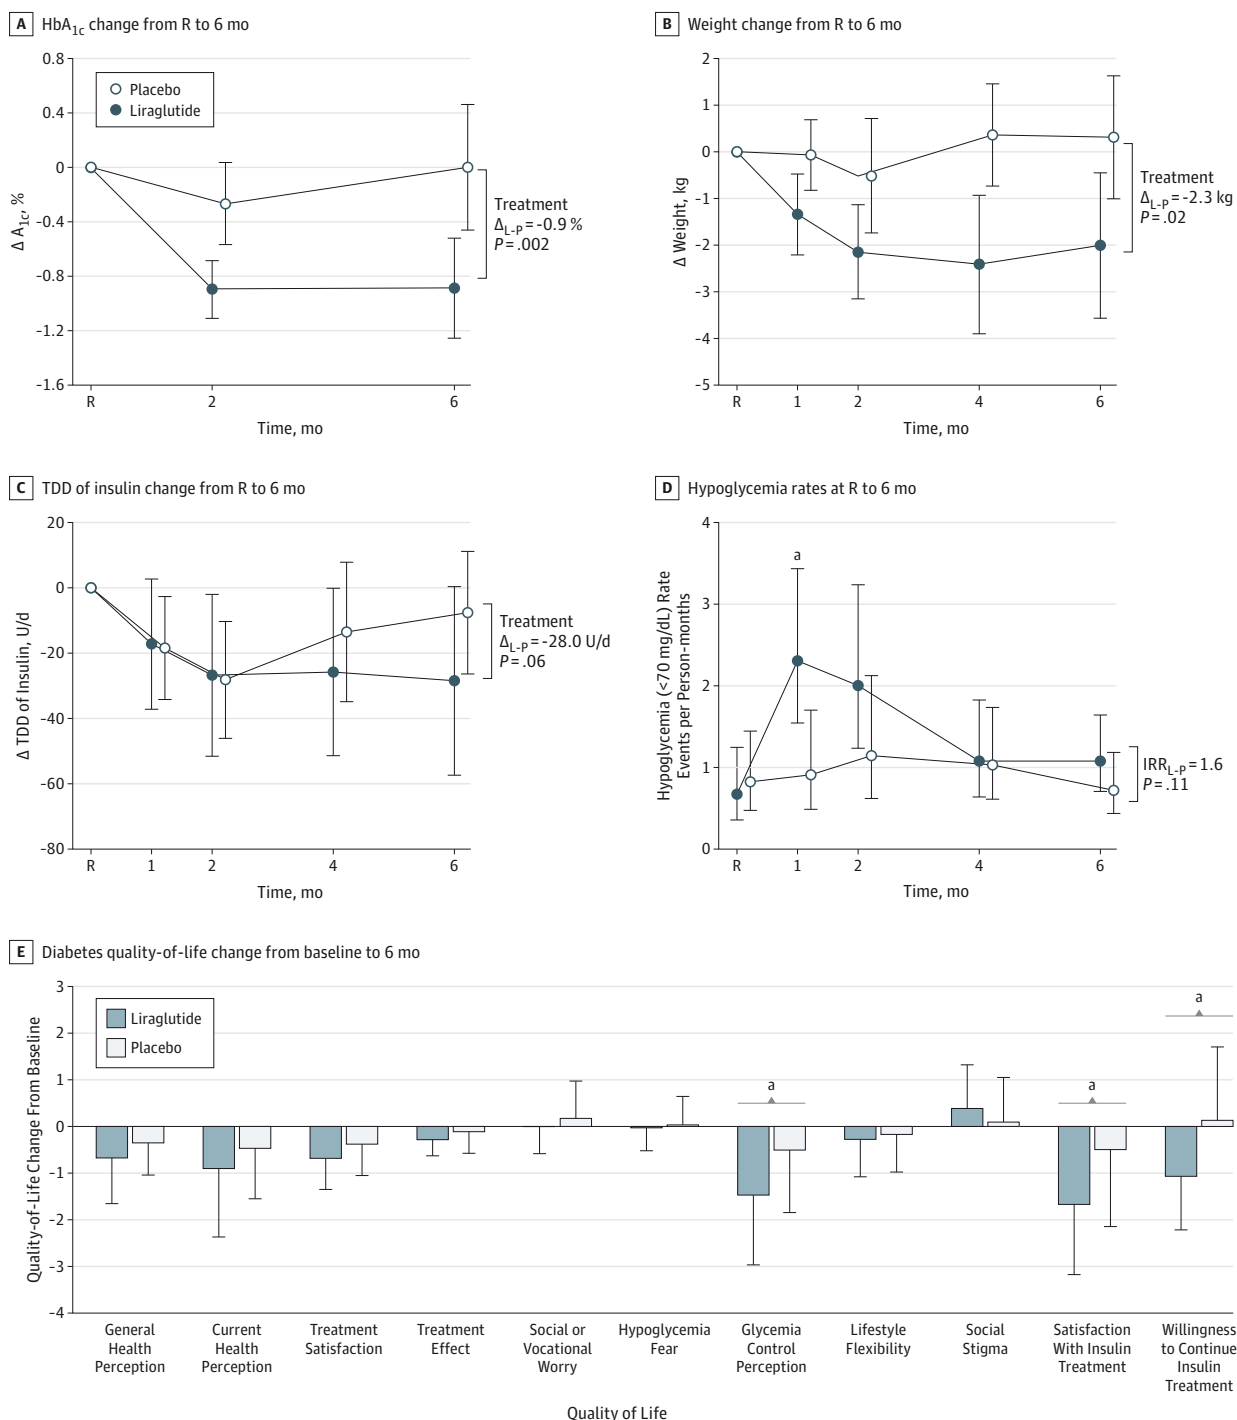 A HbA1c change from R to 6 mo
0.8
0.4
0
-0.4
-0.8
-1.2
-1.6
Δ A1c, %
Placebo
Liraglutide
Treatment
ΔL-P = -0.9 %
P = .002
R 2 6
Time, mo
B Weight change from R to 6 mo
2
1
0
-1
-2
-3
-4
-5
Δ Weight, kg
Treatment
ΔL-P = -2.3 kg
P = .02
R 1 2 4 6
Time, mo
C TDD of insulin change from R to 6 mo
20
0
-20
-40
-60
-80
Δ TDD of Insulin, U/d
Treatment
ΔL-P = -28.0 U/d
P = .06
R 1 2 4 6
Time, mo
D Hypoglycemia rates at R to 6 mo
4
3
2
1
0
Hypoglycemia (<70 mg/dL) Rate
Events per Person-months
a
IRRL-P = 1.6
P = .11
R 1 2 4 6
Time, mo
E Diabetes quality-of-life change from baseline to 6 mo
3
2
1
0
-1
-2
-3
-4
Quality-of-Life Change From Baseline
Liraglutide
Placebo
a
a
a
General
Health
Perception
Current
Health
Perception
Treatment
Satisfaction
Treatment
Effect
Social or
Vocational
Worry
Hypoglycemia
Fear
Glycemia
Control
Perception
Lifestyle
Flexibility
Social
Stigma
Satisfaction
With Insulin
Treatment
Willingness
to Continue
Insulin
Treatment
Quality of Life